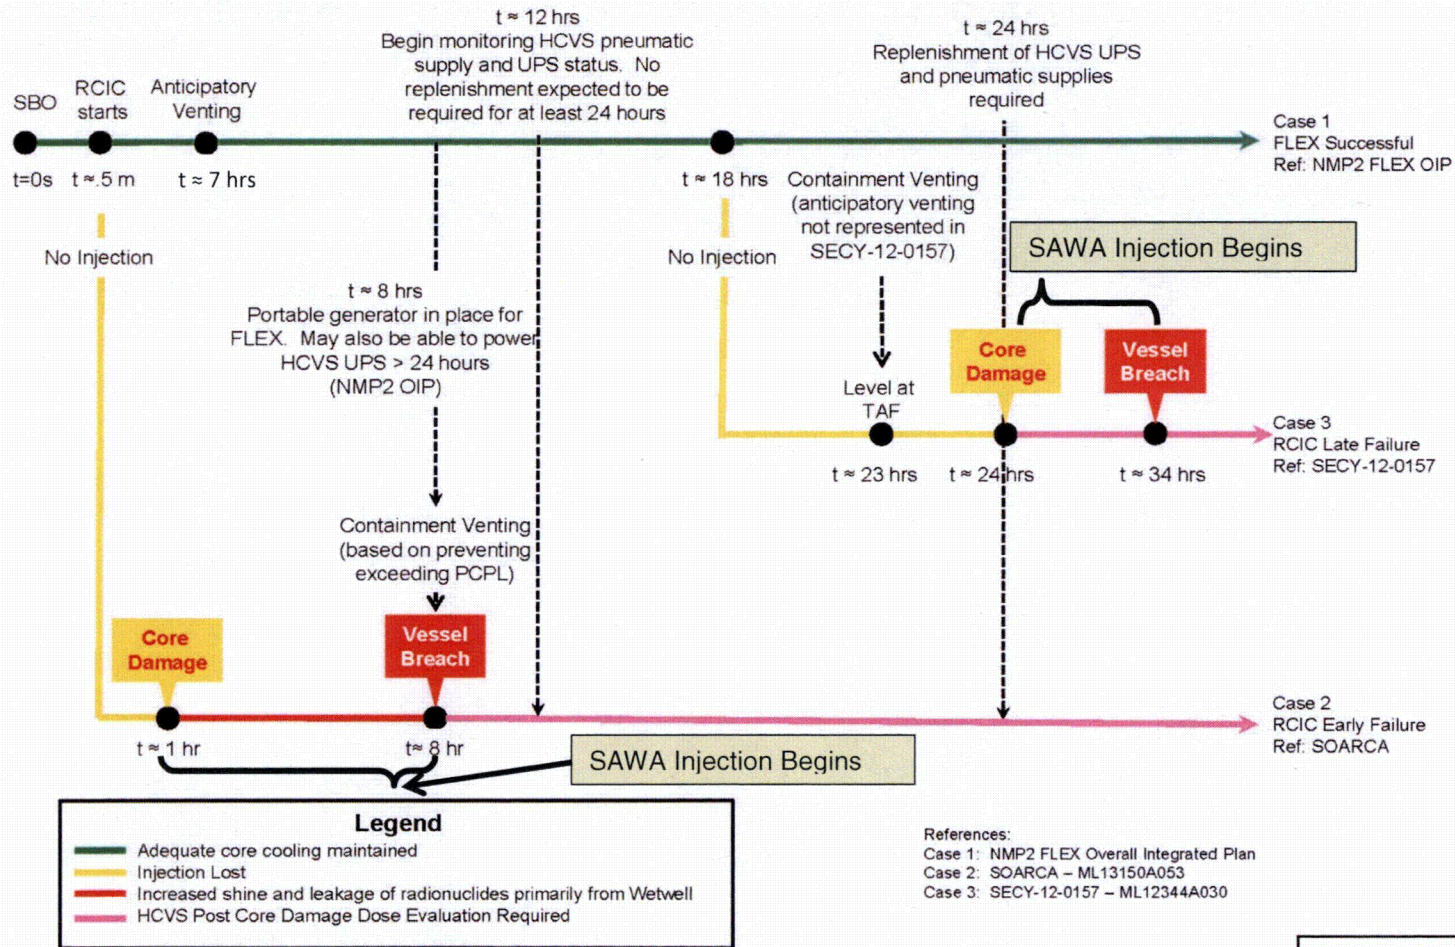 t ≈ 12 hrs
Begin monitoring HCVS pneumatic
supply and UPS status. No
replenishment expected to be
required for at least 24 hours
t ≈ 24 hrs
Replenishment of HCVS UPS
and pneumatic supplies
required
SBO
RCIC
starts
Anticipatory
Venting
t=0s
t ≈.5 m
t ≈ 7 hrs
t ≈ 18 hrs
Case 1
FLEX Successful
Ref: NMP2 FLEX OIP
Containment Venting
(anticipatory venting
not represented in
SECY-12-0157)
SAWA Injection Begins
No Injection
No Injection
t ≈ 8 hrs
Portable generator in place for
FLEX. May also be able to power
HCVS UPS > 24 hours
(NMP2 OIP)
Core
Damage
Vessel
Breach
Level at
TAF
t ≈ 23 hrs
t ≈ 24 hrs
t ≈ 34 hrs
Case 3
RCIC Late Failure
Ref: SECY-12-0157
Containment Venting
(based on preventing
exceeding PCPL)
Core
Damage
Vessel
Breach
t ≈ 1 hr
t≈ 8 hr
Case 2
RCIC Early Failure
Ref: SOARCA
SAWA Injection Begins
Legend
Adequate core cooling maintained
Injection Lost
Increased shine and leakage of radionuclides primarily from Wetwell
HCVS Post Core Damage Dose Evaluation Required
References:
Case 1: NMP2 FLEX Overall Integrated Plan
Case 2: SOARCA – ML13150A053
Case 3: SECY-12-0157 – ML12344A030